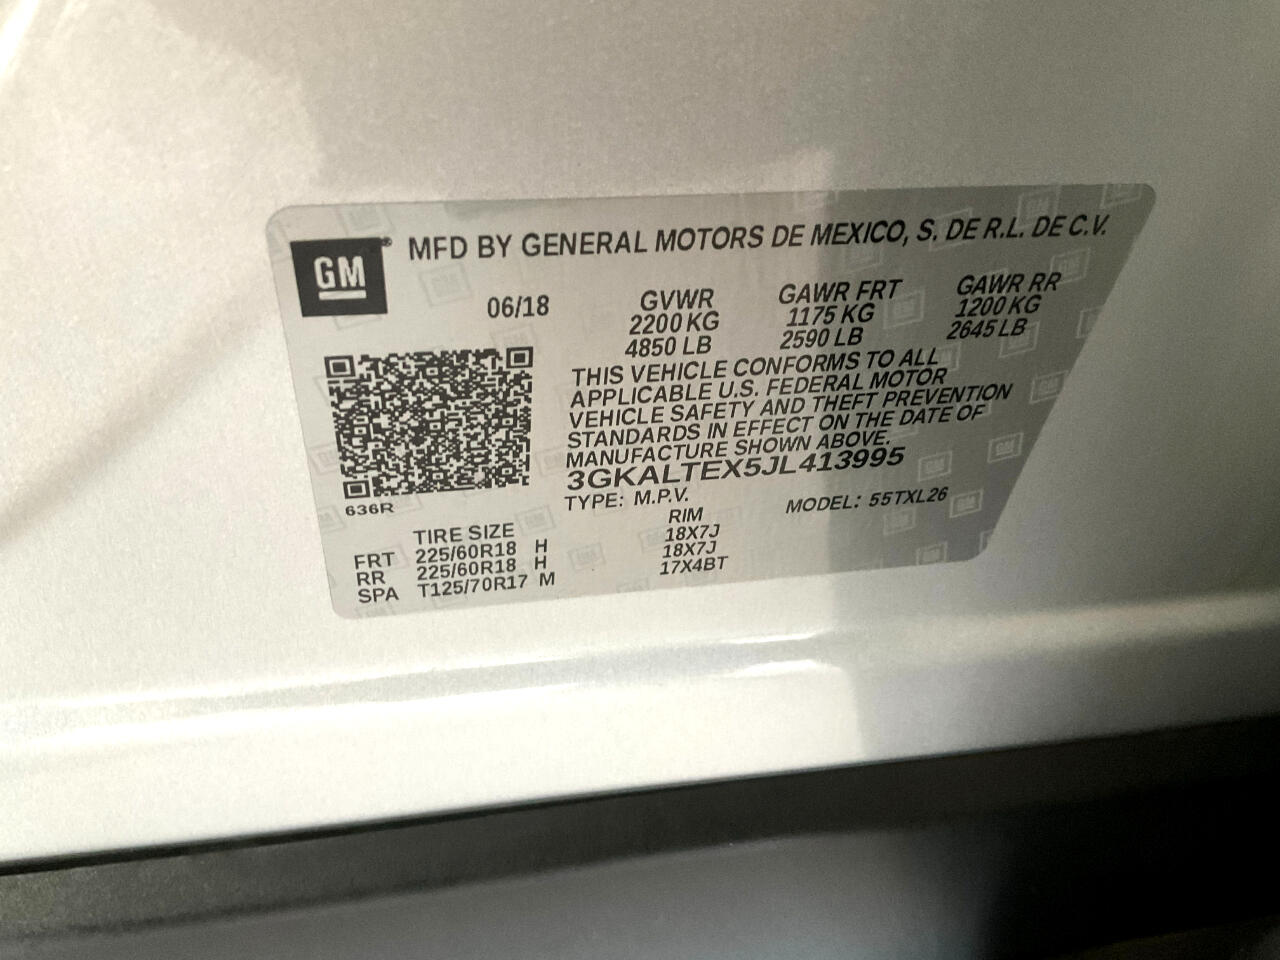 GM ® MFD BY GENERAL MOTORS DE MEXICO, S. DE R.L. DE C.V.
06/18 GVWR GAWR FRT GAWR RR
2200 KG 1175 KG 1200 KG
4850 LB 2590 LB 2645 LB
THIS VEHICLE CONFORMS TO ALL
APPLICABLE U.S. FEDERAL MOTOR
VEHICLE SAFETY AND THEFT PREVENTION
STANDARDS IN EFFECT ON THE DATE OF
MANUFACTURE SHOWN ABOVE.
3GKALTEX5JL413995
636R TYPE: M.P.V. MODEL: 55TXL26
TIRE SIZE RIM
FRT 225/60R18 H 18X7J
RR 225/60R18 H 18X7J
SPA T125/70R17 M 17X4BT